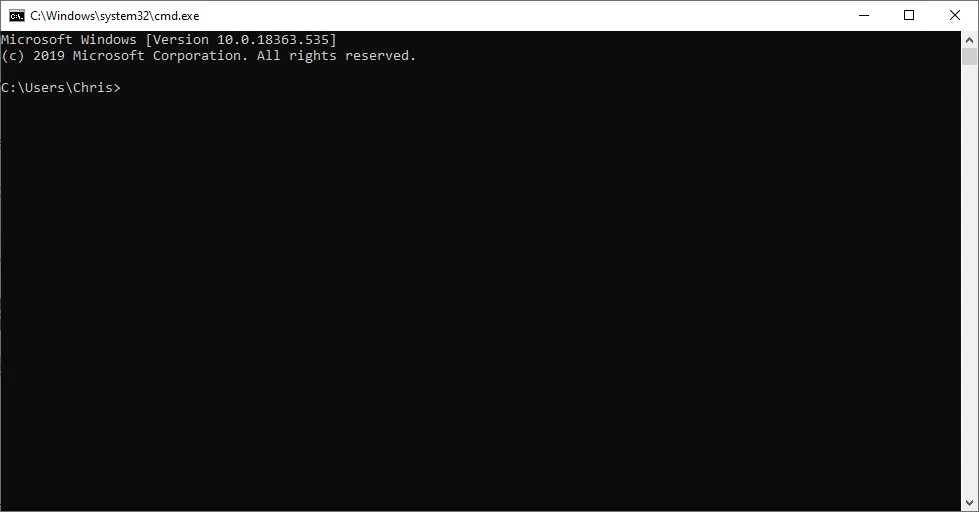 C:\Windows\system32\cmd.exe
Microsoft Windows [Version 10.0.18363.535]
(c) 2019 Microsoft Corporation. All rights reserved.
C:\Users\Chris>